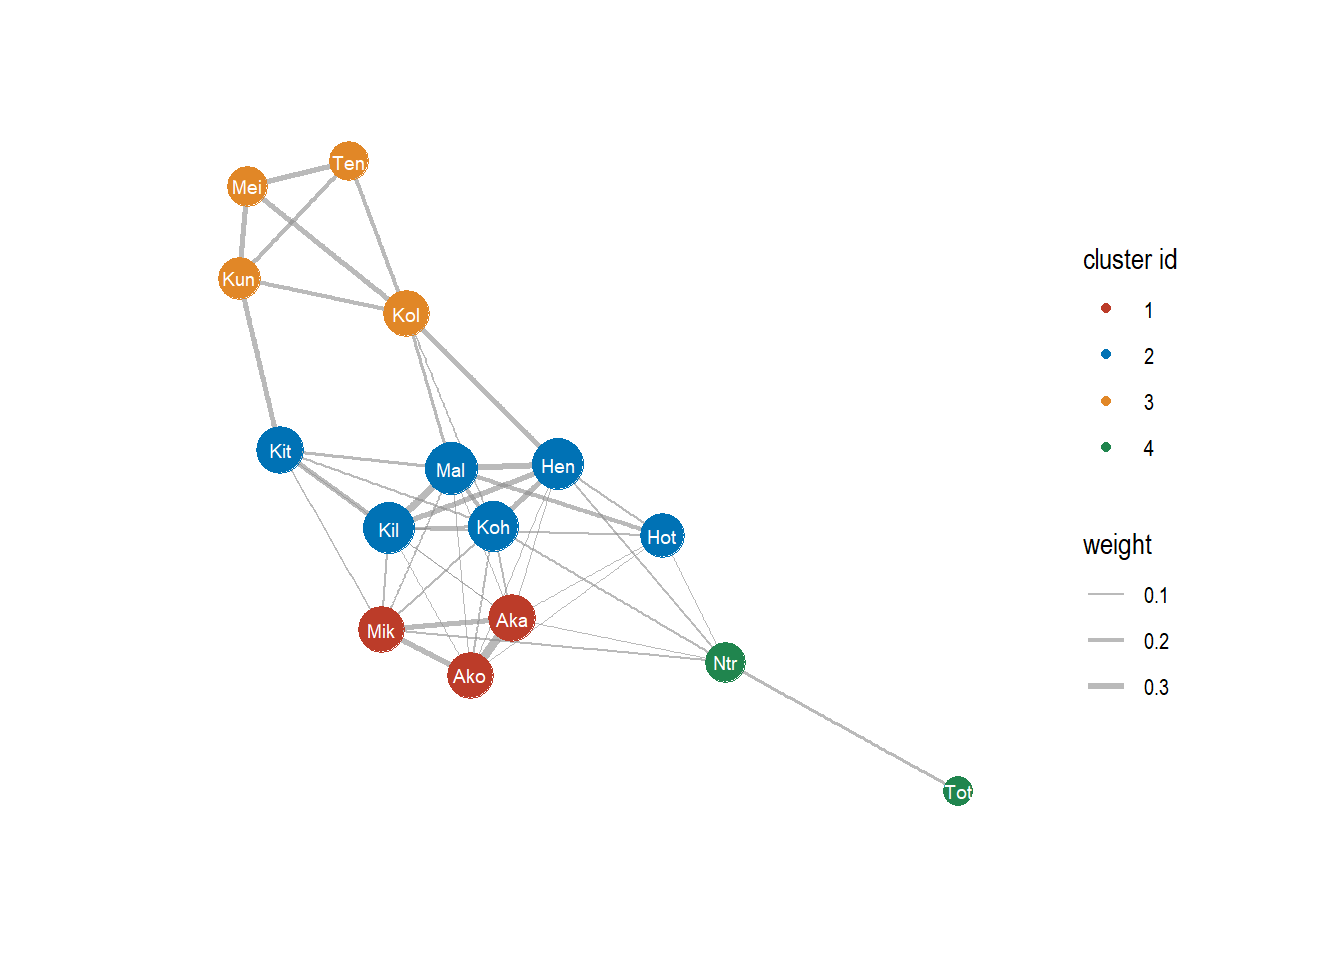 Ten
Mei
Kun
Kol
Kit
Mal
Hen
Kil
Koh
Hot
Aka
Mik
Ako
Ntr
Tot
cluster id
1
2
3
4
weight
0.1
0.2
0.3